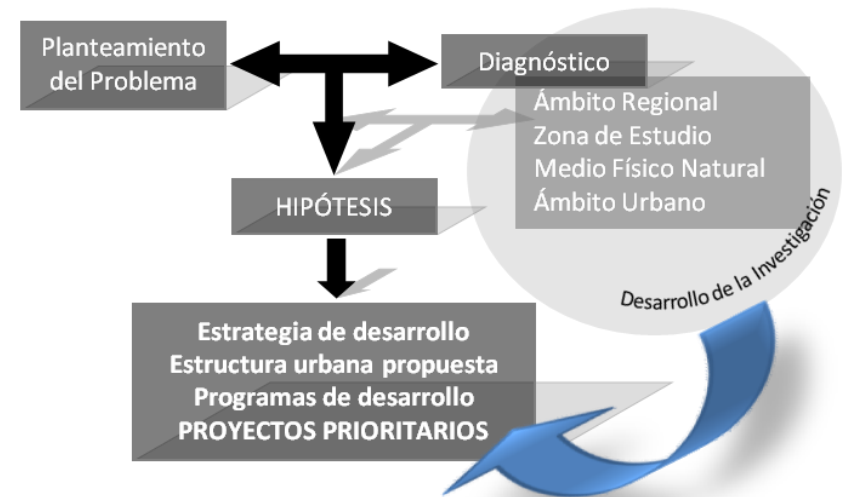 Planteamiento
del Problema
Diagnóstico
Ámbito Regional
Zona de Estudio
Medio Físico Natural
Ámbito Urbano
Desarrollo de la Investigación
HIPÓTESIS
Estrategia de desarrollo
Estructura urbana propuesta
Programas de desarrollo
PROYECTOS PRIORITARIOS